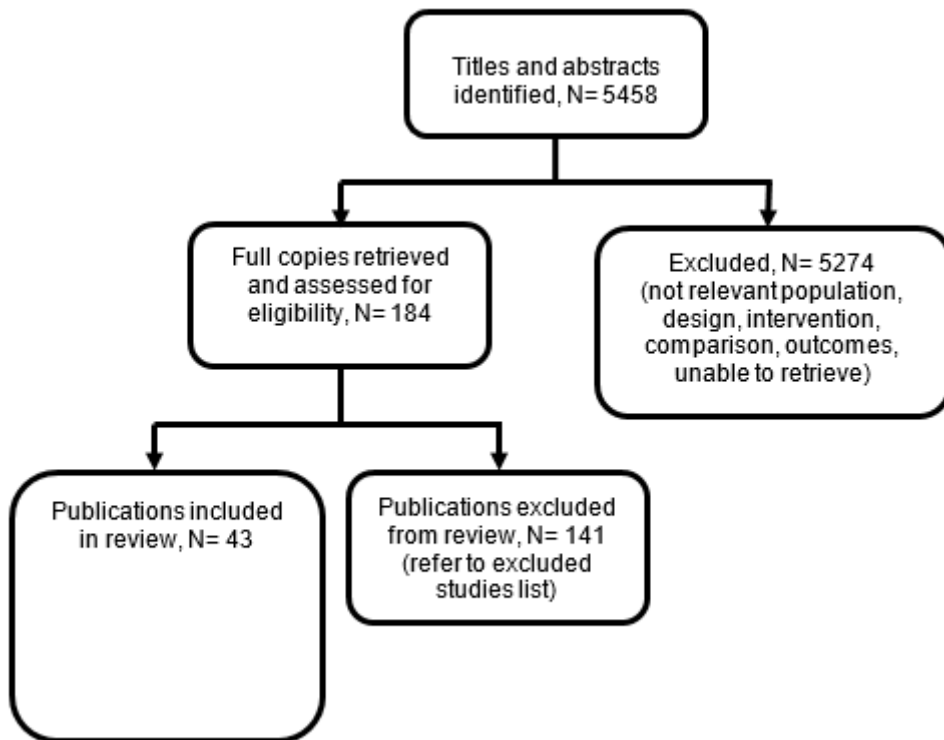 Titles and abstracts
identified, N= 5458
Full copies retrieved
and assessed for
eligibility, N= 184
Excluded, N= 5274
(not relevant population,
design, intervention,
comparison, outcomes,
unable to retrieve)
Publications included
in review, N= 43
Publications excluded
from review, N= 141
(refer to excluded
studies list)